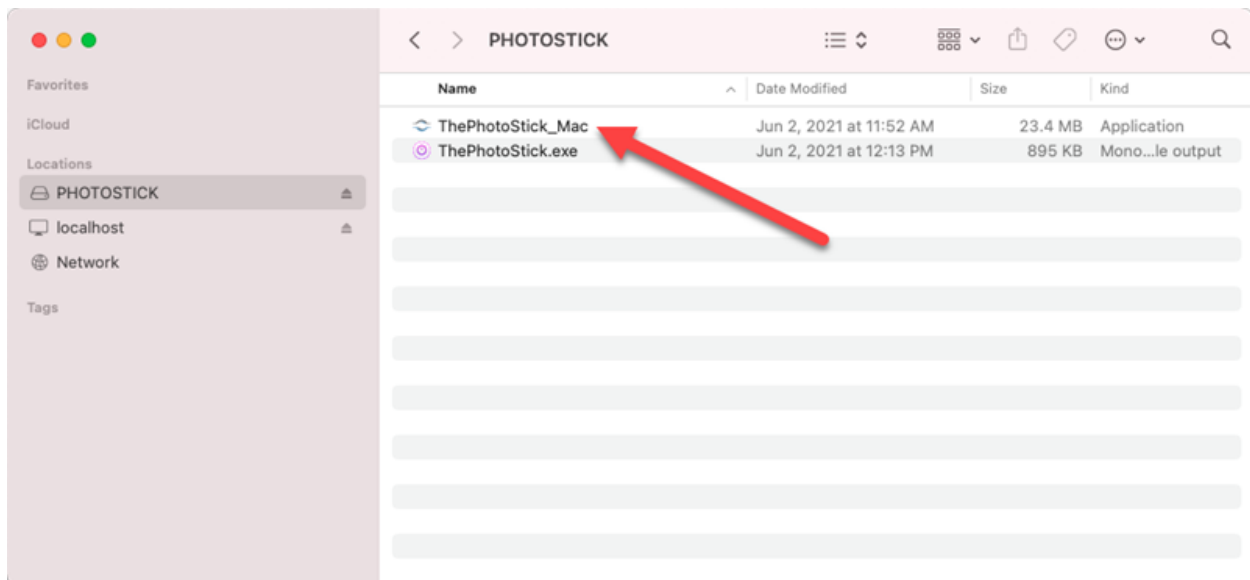 PHOTOSTICK
Favorites
iCloud
Locations
PHOTOSTICK
localhost
Network
Tags
Name Date Modified Size Kind
ThePhotoStick_Mac Jun 2, 2021 at 11:52 AM 23.4 MB Application
ThePhotoStick.exe Jun 2, 2021 at 12:13 PM 895 KB Mono...le output